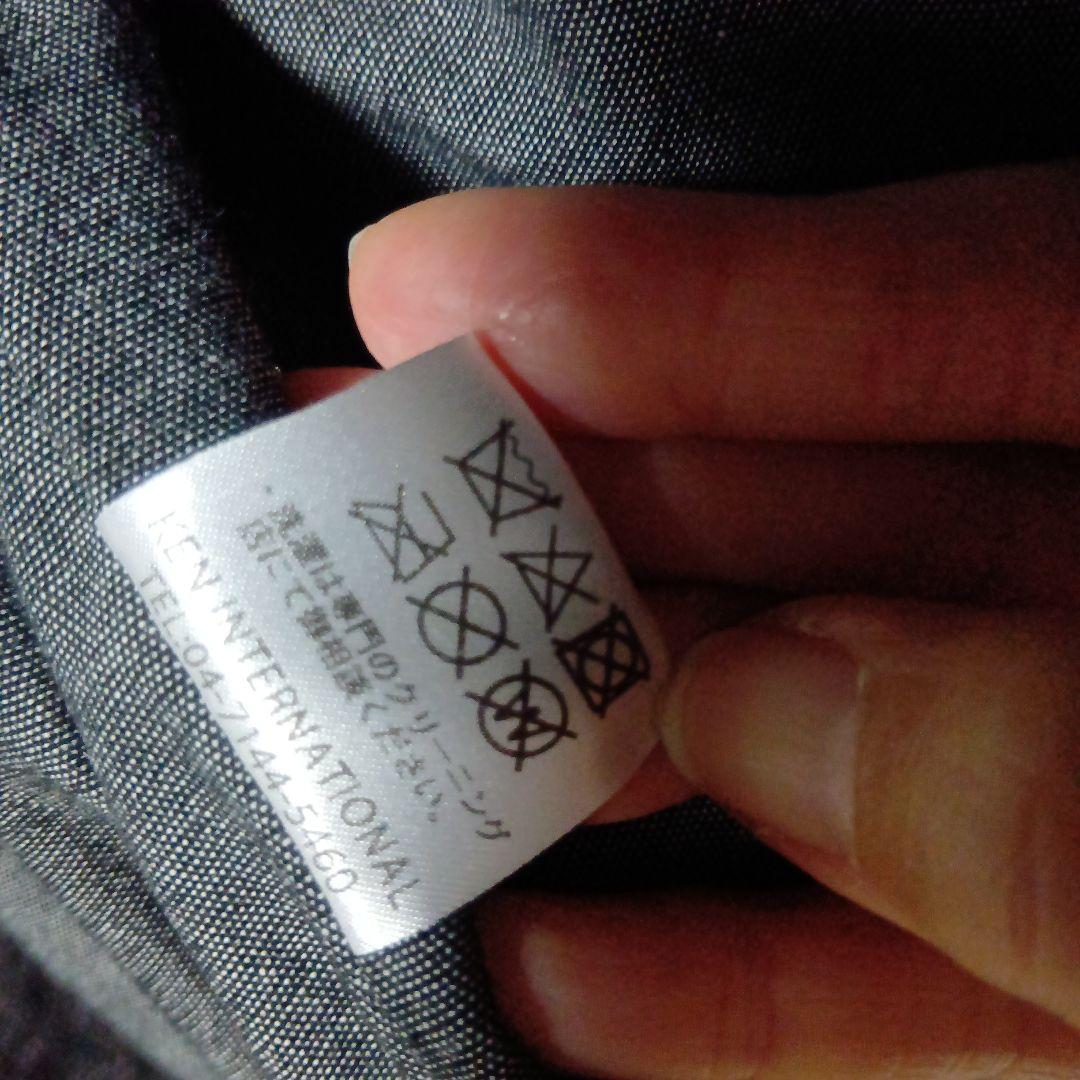 ・洗濯は専門のクリーニング
店にて御相談ください。
KEN INTERNATIONAL
TEL:04-7144-5460